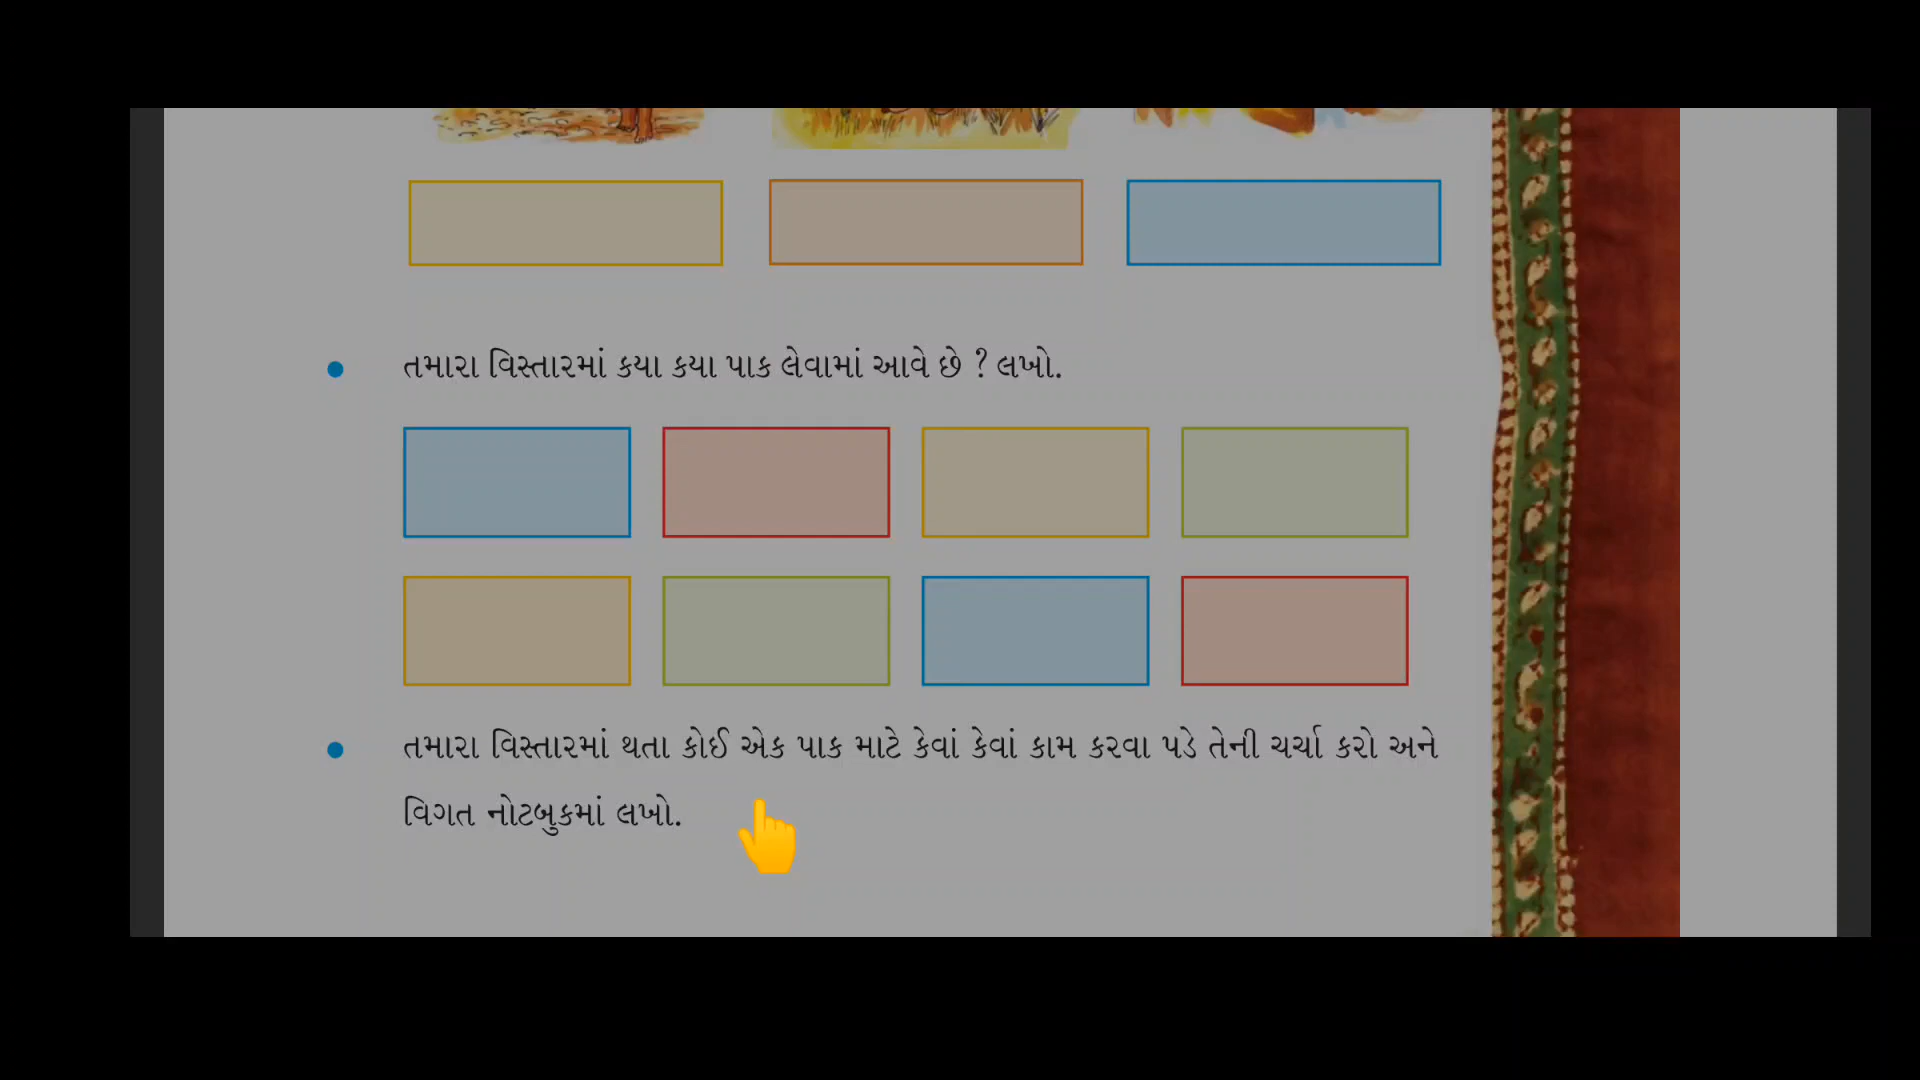 તમારા વિસ્તારમાં કયા કયા પાક લેવામાં આવે છે ? લખો.
તમારા વિસ્તારમાં થતા કોઈ એક પાક માટે કેવાં કેવાં કામ કરવા પડે તેની ચર્ચા કરો અને
વિગત નોટબુકમાં લખો.